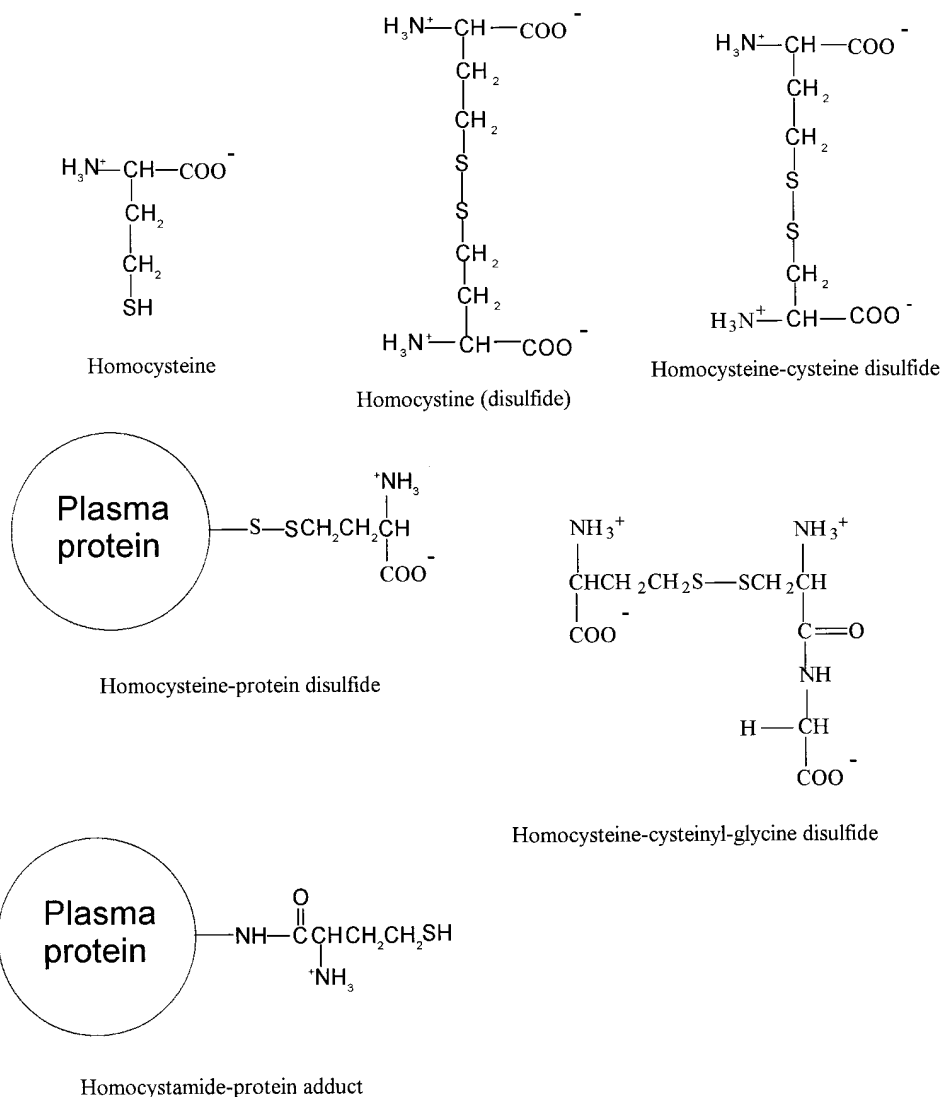 H₃N⁺—CH—COO⁻
CH₂
CH₂
SH
Homocysteine
H₃N⁺—CH—COO⁻
CH₂
CH₂
S
S
CH₂
CH₂
H₃N⁺—CH—COO⁻
Homocystine (disulfide)
H₃N⁺—CH—COO⁻
CH₂
CH₂
S
S
CH₂
H₃N⁺—CH—COO⁻
Homocysteine-cysteine disulfide
Plasma
protein
⁺NH₃
S—SCH₂CH₂CH
COO⁻
Homocysteine-protein disulfide
NH₃⁺ NH₃⁺
CHCH₂CH₂S—SCH₂CH
COO⁻ C=O
NH
H—CH
COO⁻
Homocysteine-cysteinyl-glycine disulfide
Plasma
protein
O
NH—CCHCH₂CH₂SH
⁺NH₃
Homocystamide-protein adduct